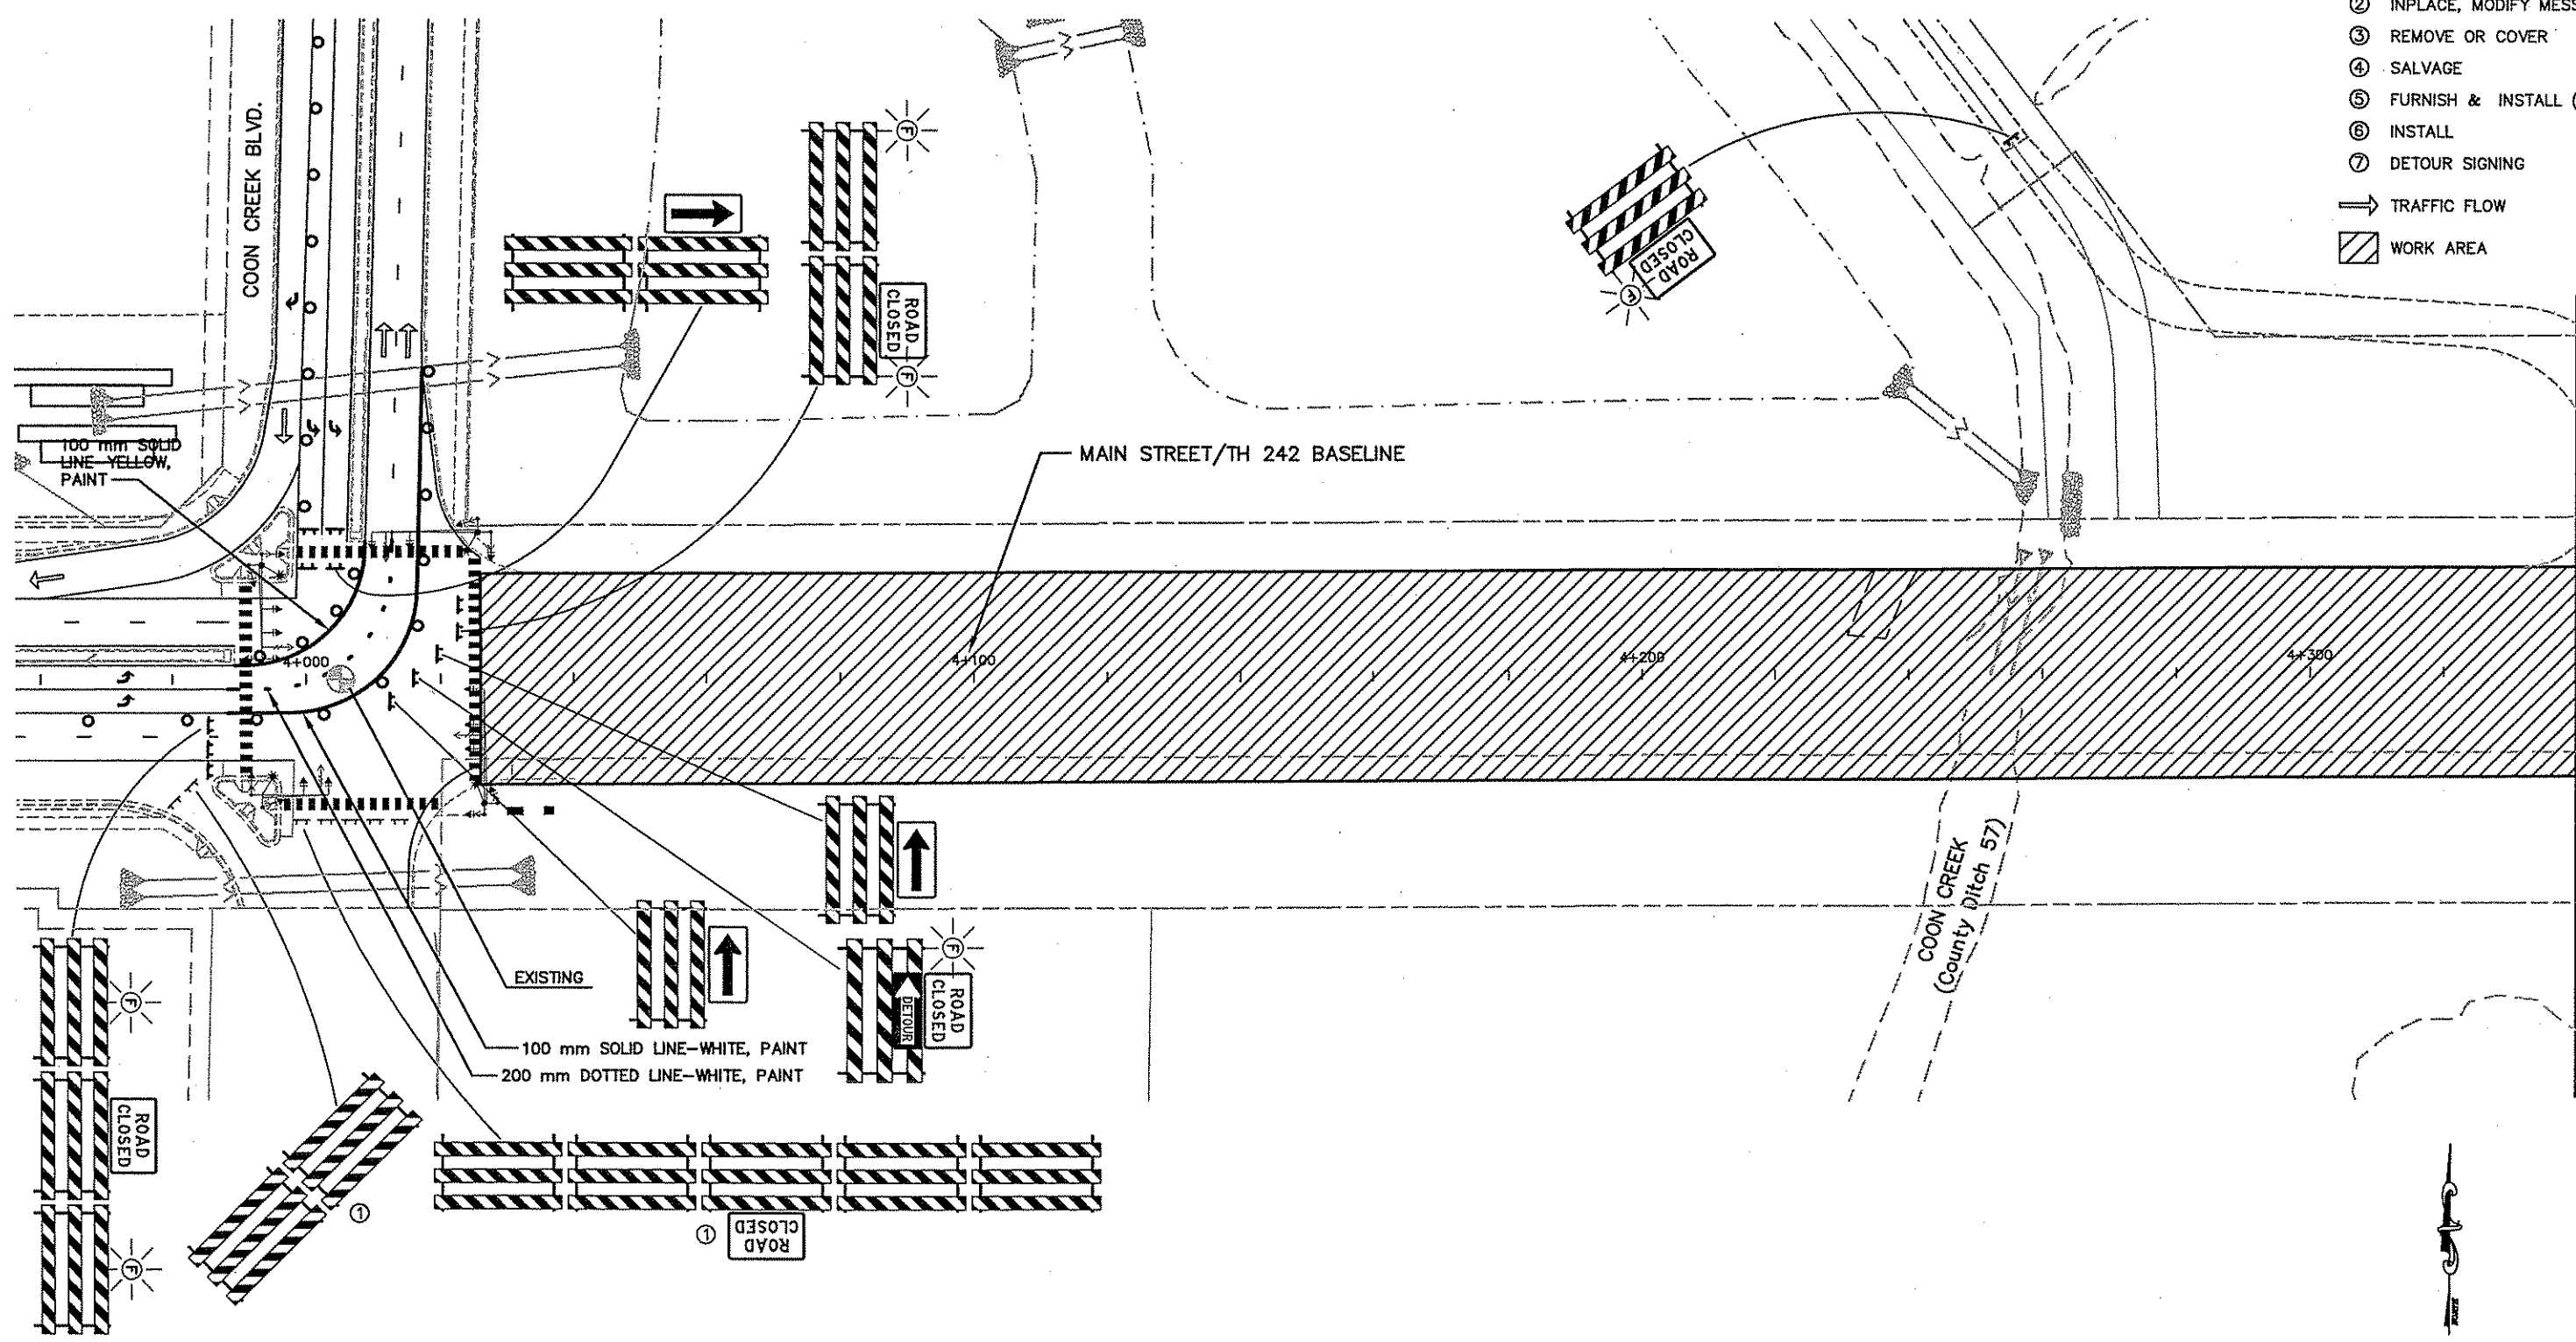 ② INPLACE, MODIFY MESS
③ REMOVE OR COVER
④ SALVAGE
⑤ FURNISH & INSTALL (
⑥ INSTALL
⑦ DETOUR SIGNING
TRAFFIC FLOW
WORK AREA
COON CREEK BLVD.
F
ROAD
CLOSED
F
ROAD
CLOSED
F
100 mm SOLID
LINE-YELLOW,
PAINT
MAIN STREET/TH 242 BASELINE
4+000
4+100
4+200
4+300
COON CREEK
(County Ditch 57)
EXISTING
F
ROAD
CLOSED
DETOUR
100 mm SOLID LINE-WHITE, PAINT
200 mm DOTTED LINE-WHITE, PAINT
F
ROAD
CLOSED
F
①
①
ROAD
CLOSED